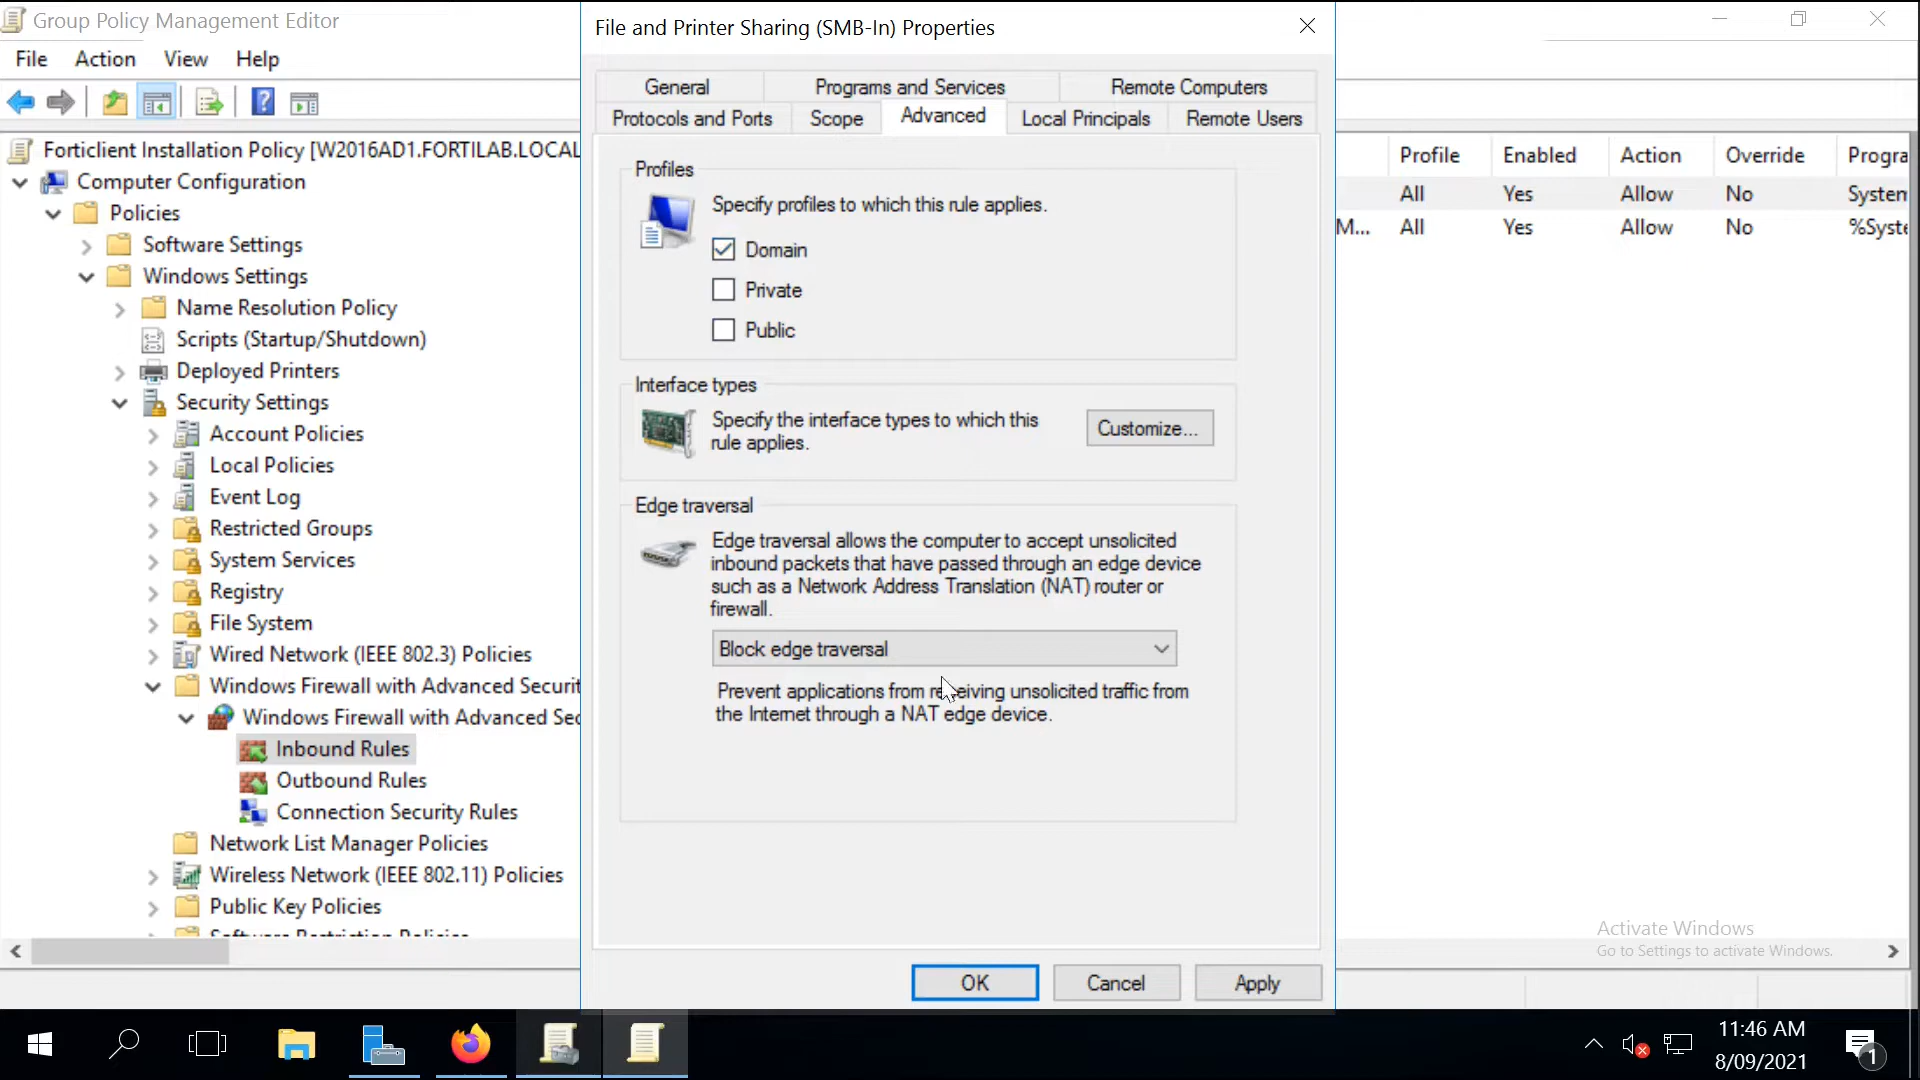 Group Policy Management Editor
File Action View Help
Forticlient Installation Policy [W2016AD1.FORTILAB.LOCAL
Computer Configuration
Policies
Software Settings
Windows Settings
Name Resolution Policy
Scripts (Startup/Shutdown)
Deployed Printers
Security Settings
Account Policies
Local Policies
Event Log
Restricted Groups
System Services
Registry
File System
Wired Network (IEEE 802.3) Policies
Windows Firewall with Advanced Securit
Windows Firewall with Advanced Sec
Inbound Rules
Outbound Rules
Connection Security Rules
Network List Manager Policies
Wireless Network (IEEE 802.11) Policies
Public Key Policies
Software Restriction Policies
File and Printer Sharing (SMB-In) Properties
General Programs and Services Remote Computers
Protocols and Ports Scope Advanced Local Principals Remote Users
Profiles
Specify profiles to which this rule applies.
Domain
Private
Public
Interface types
Specify the interface types to which this
rule applies.
Customize...
Edge traversal
Edge traversal allows the computer to accept unsolicited
inbound packets that have passed through an edge device
such as a Network Address Translation (NAT) router or
firewall.
Block edge traversal
Prevent applications from receiving unsolicited traffic from
the Internet through a NAT edge device.
OK Cancel Apply
Profile Enabled Action Override Progra
All Yes Allow No System
M... All Yes Allow No %Syste
Activate Windows
Go to Settings to activate Windows.
11:46 AM
8/09/2021
1